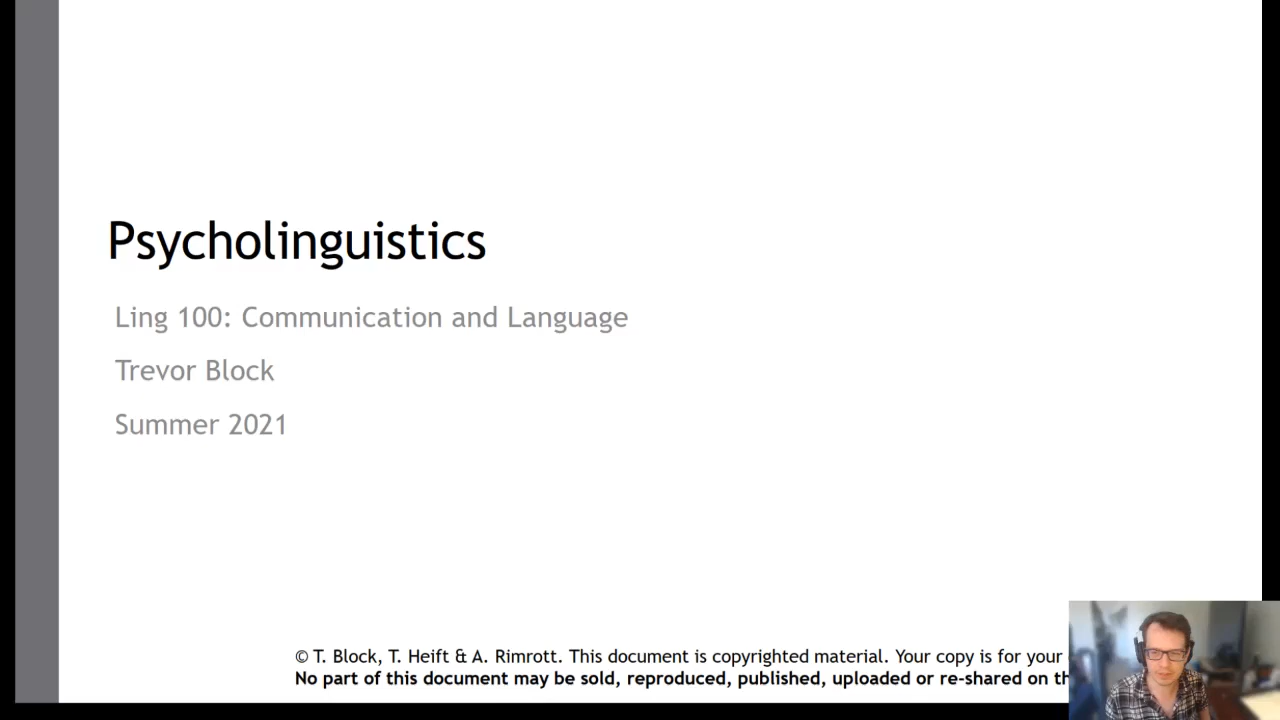 Psycholinguistics
Ling 100: Communication and Language
Trevor Block
Summer 2021
© T. Block, T. Heift & A. Rimrott. This document is copyrighted material. Your copy is for your
No part of this document may be sold, reproduced, published, uploaded or re-shared on